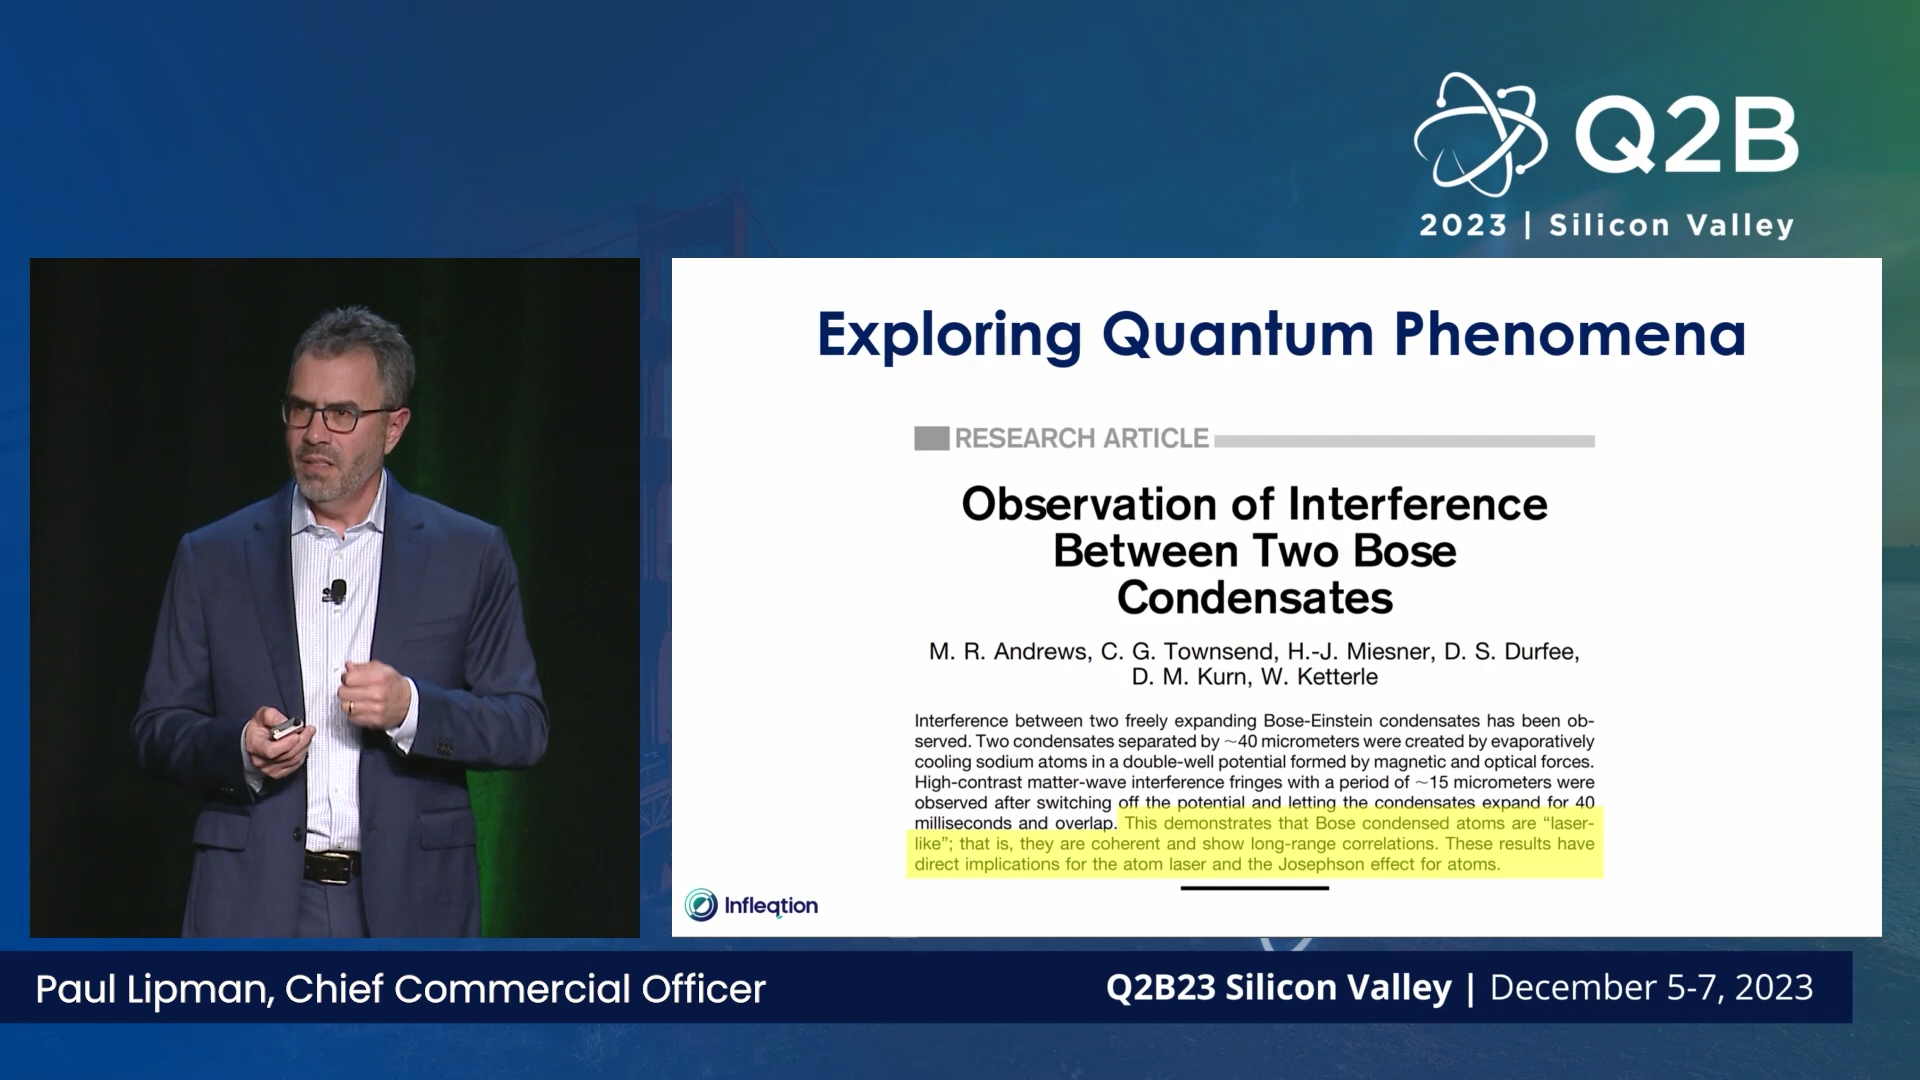 Q2B
2023 | Silicon Valley
Exploring Quantum Phenomena
RESEARCH ARTICLE
Observation of Interference
Between Two Bose
Condensates
M. R. Andrews, C. G. Townsend, H.-J. Miesner, D. S. Durfee,
D. M. Kurn, W. Ketterle
Interference between two freely expanding Bose-Einstein condensates has been ob-
served. Two condensates separated by ~40 micrometers were created by evaporatively
cooling sodium atoms in a double-well potential formed by magnetic and optical forces.
High-contrast matter-wave interference fringes with a period of ~15 micrometers were
observed after switching off the potential and letting the condensates expand for 40
milliseconds and overlap. This demonstrates that Bose condensed atoms are “laser-
like”; that is, they are coherent and show long-range correlations. These results have
direct implications for the atom laser and the Josephson effect for atoms.
Infleqtion
Paul Lipman, Chief Commercial Officer
Q2B23 Silicon Valley | December 5-7, 2023